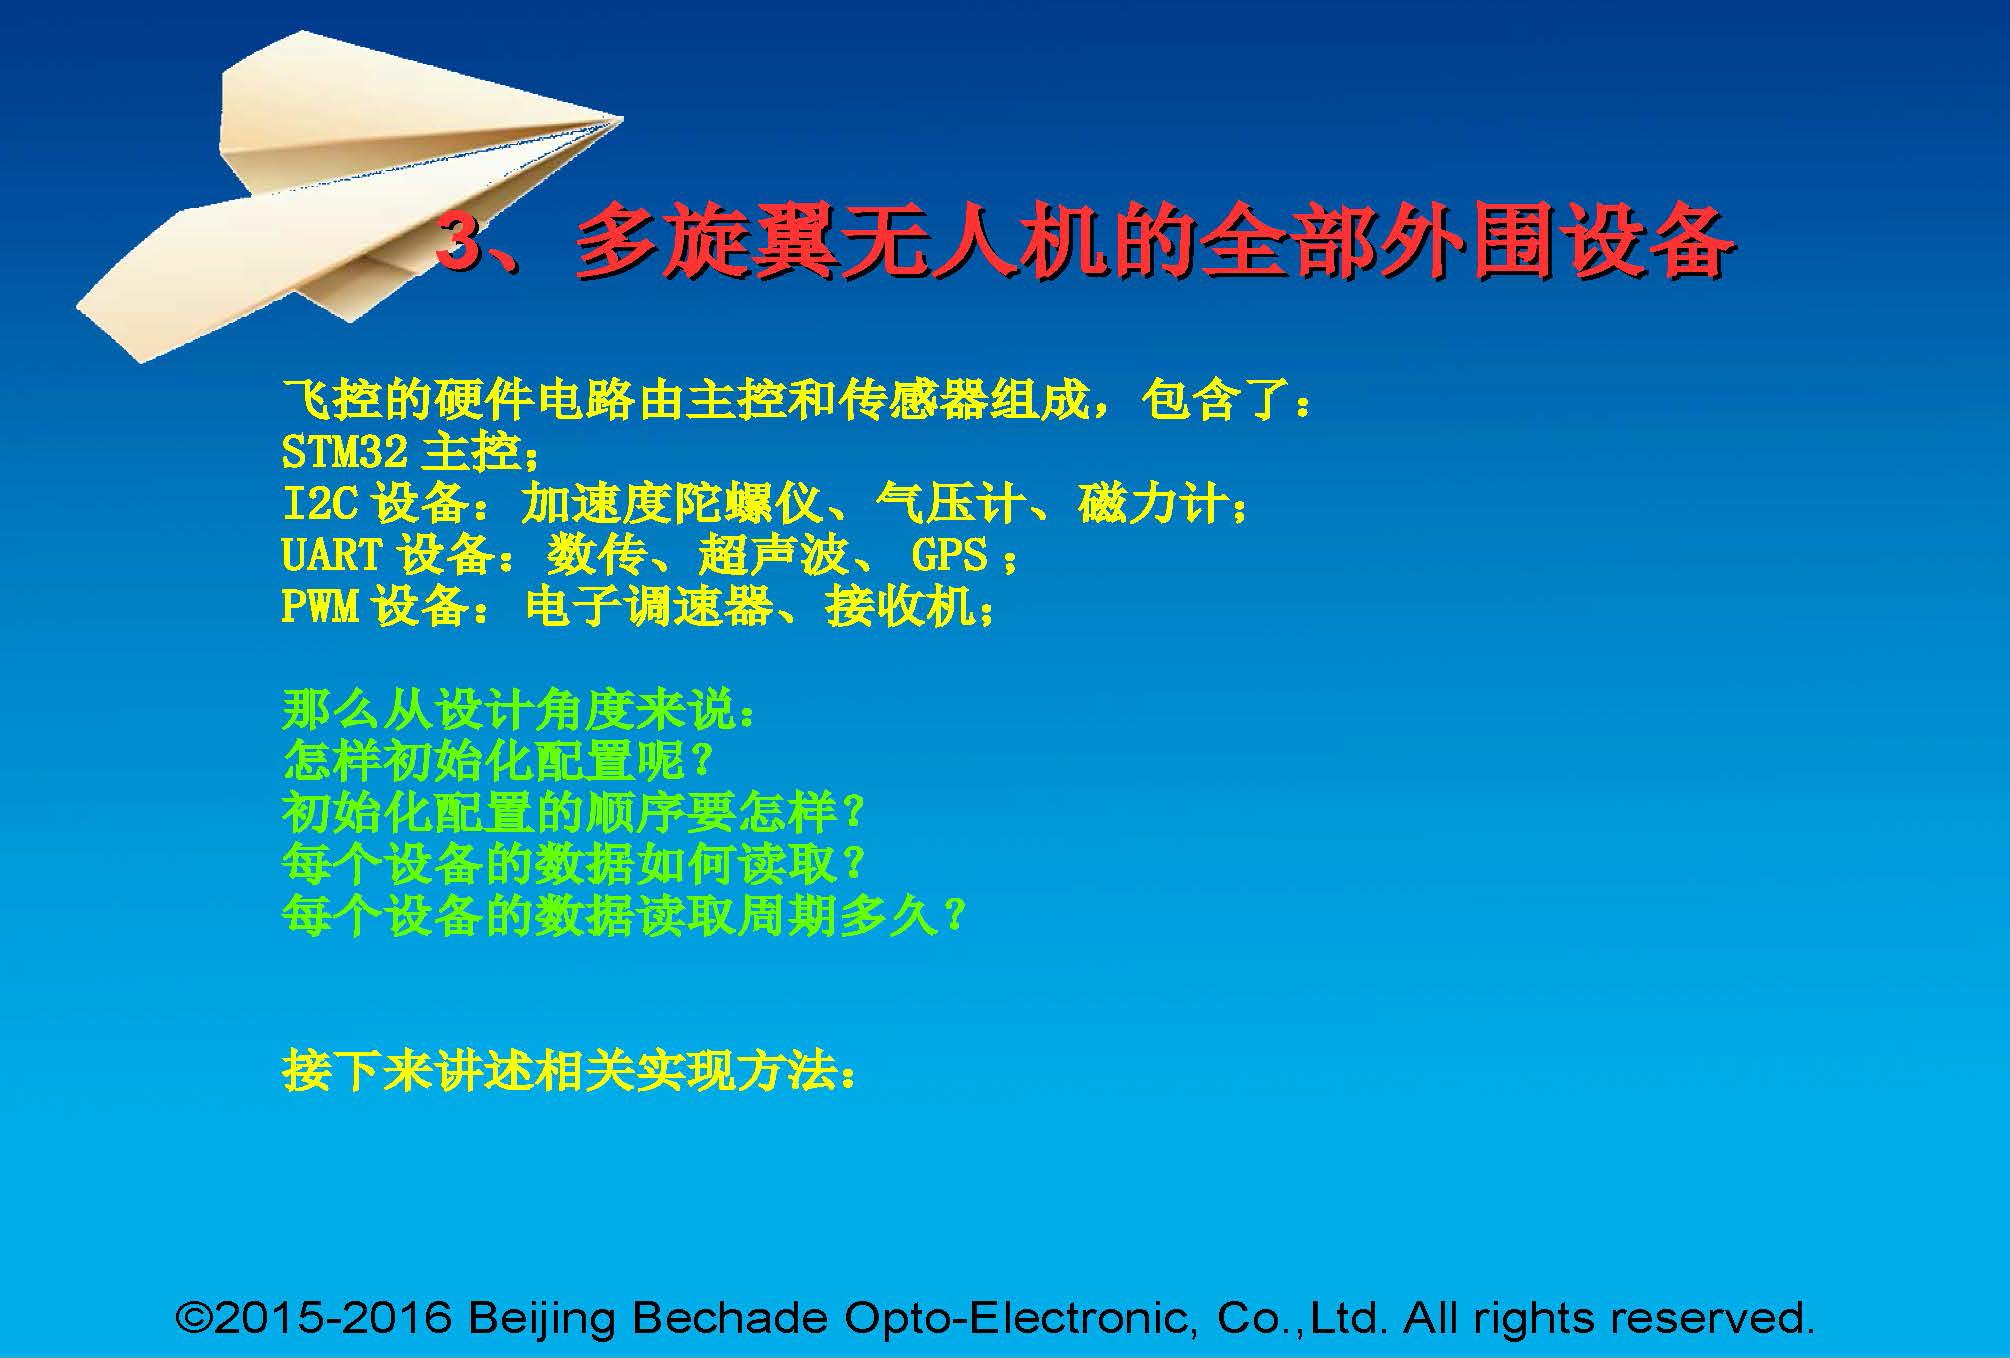 3、多旋翼无人机的全部外围设备
飞控的硬件电路由主控和传感器组成，包含了：
STM32 主控；
I2C 设备：加速度陀螺仪、气压计、磁力计；
UART 设备：数传、超声波、 GPS ；
PWM 设备：电子调速器、接收机；
那么从设计角度来说：
怎样初始化配置呢？
初始化配置的顺序要怎样？
每个设备的数据如何读取？
每个设备的数据读取周期多久？
接下来讲述相关实现方法：
©2015-2016 Beijing Bechade Opto-Electronic, Co.,Ltd. All rights reserved.